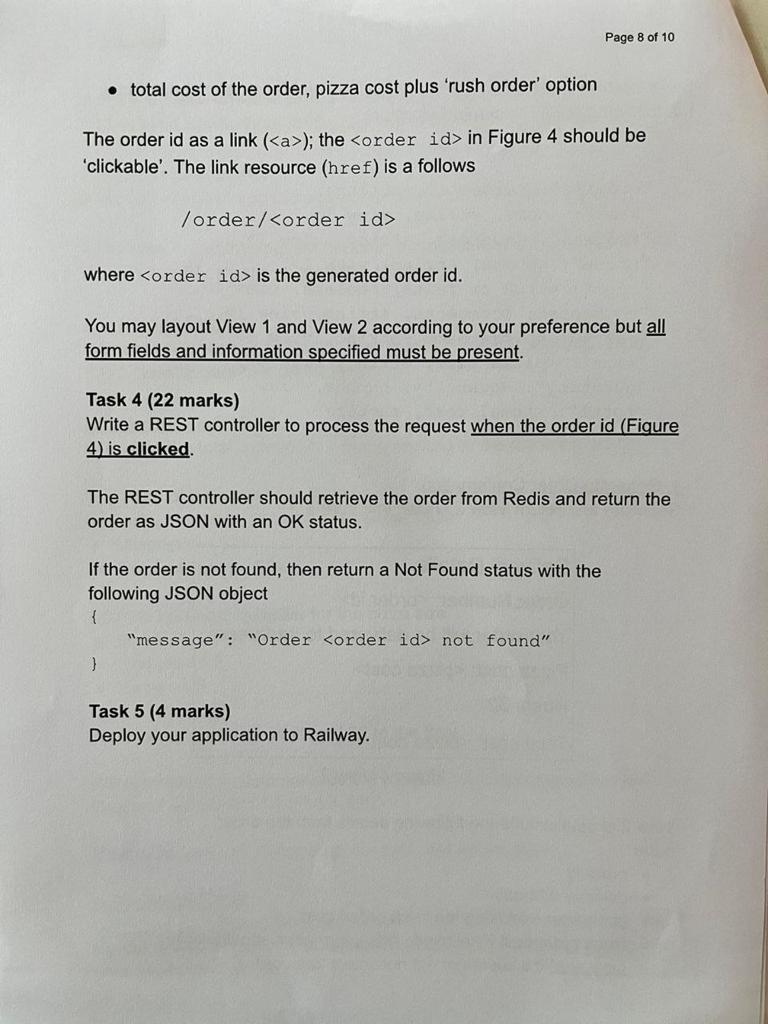 Page 8 of 10
• total cost of the order, pizza cost plus 'rush order' option
The order id as a link (<a>); the <order id> in Figure 4 should be
'clickable'. The link resource (href) is a follows
/order/<order id>
where <order id> is the generated order id.
You may layout View 1 and View 2 according to your preference but all
form fields and information specified must be present.
Task 4 (22 marks)
Write a REST controller to process the request when the order id (Figure
4) is clicked.
The REST controller should retrieve the order from Redis and return the
order as JSON with an OK status.
If the order is not found, then return a Not Found status with the
following JSON object
{
"message": "Order <order id> not found"
}
Task 5 (4 marks)
Deploy your application to Railway.